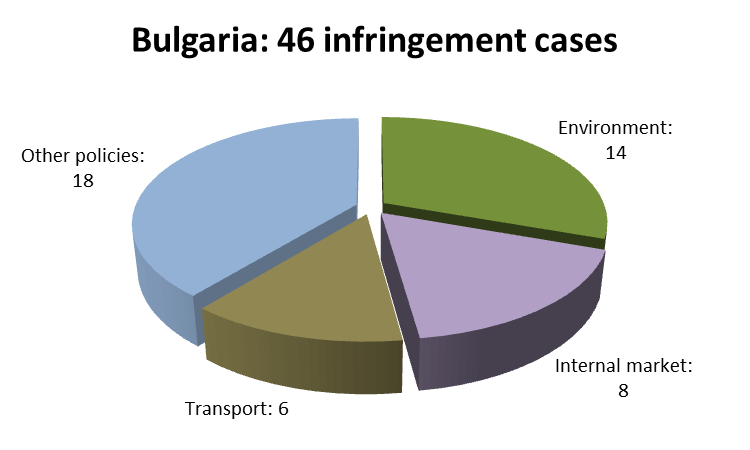 Bulgaria: 46 infringement cases
Environment:
14
Other policies:
18
Internal market:
8
Transport: 6